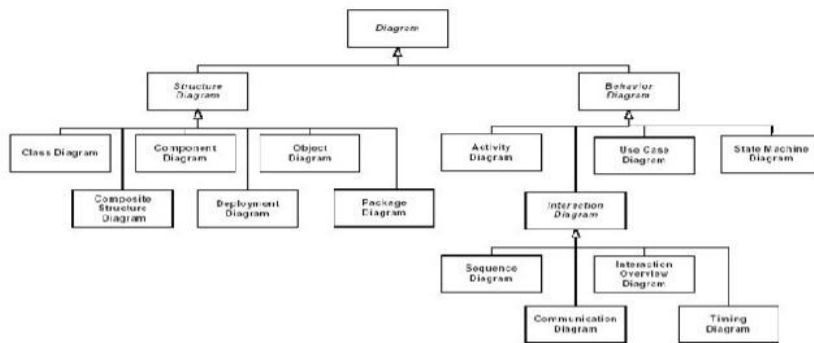 Diagram
Structure
Diagram
Behavior
Diagram
Class Diagram
Component
Diagram
Object
Diagram
Activity
Diagram
Use Case
Diagram
State Machine
Diagram
Composite
Structure
Diagram
Deployment
Diagram
Package
Diagram
Interaction
Diagram
Sequence
Diagram
Interaction
Overview
Diagram
Communication
Diagram
Timing
Diagram